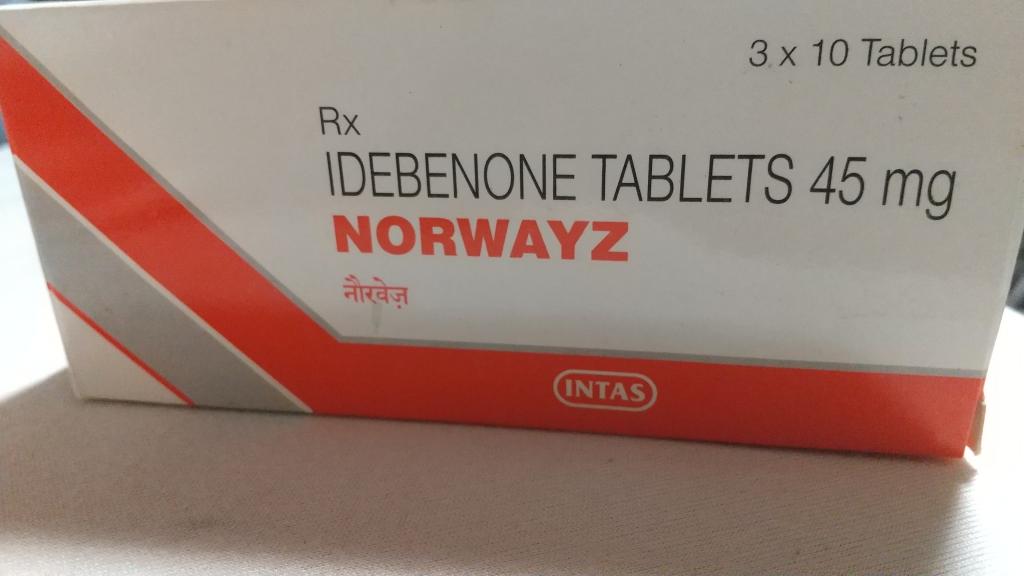 3 x 10 Tablets
Rx
IDEBENONE TABLETS 45 mg
NORWAYZ
नौरवेज़
INTAS